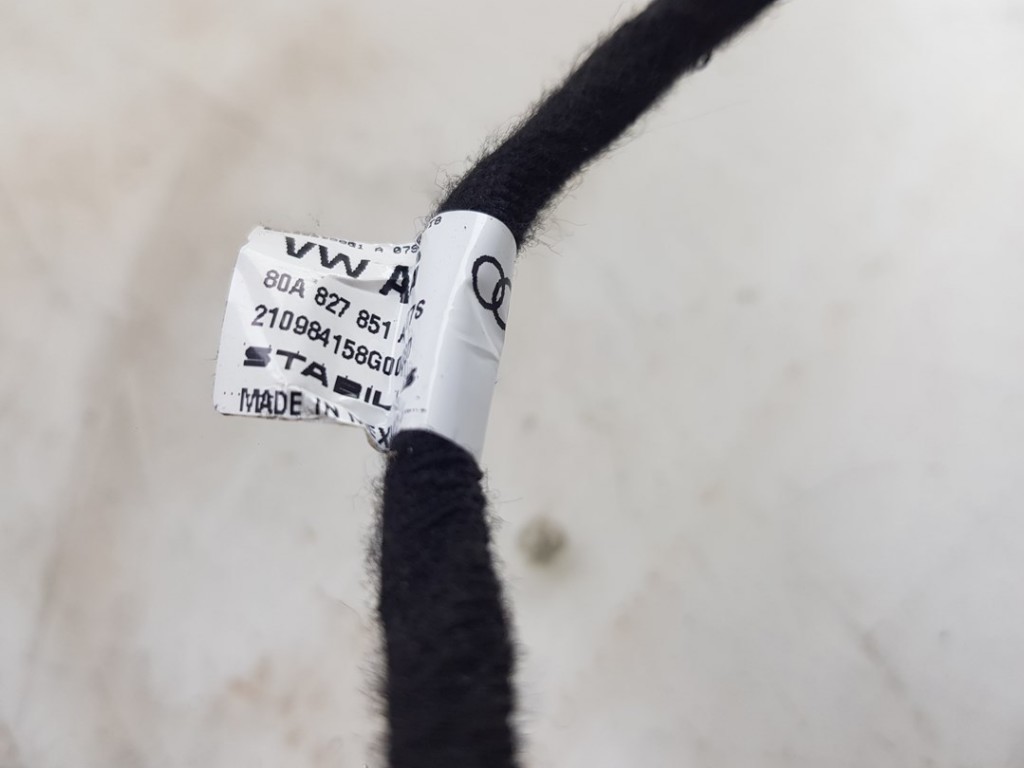 VW A
80A 827 851 A
210984158G00
STABIL
MADE IN